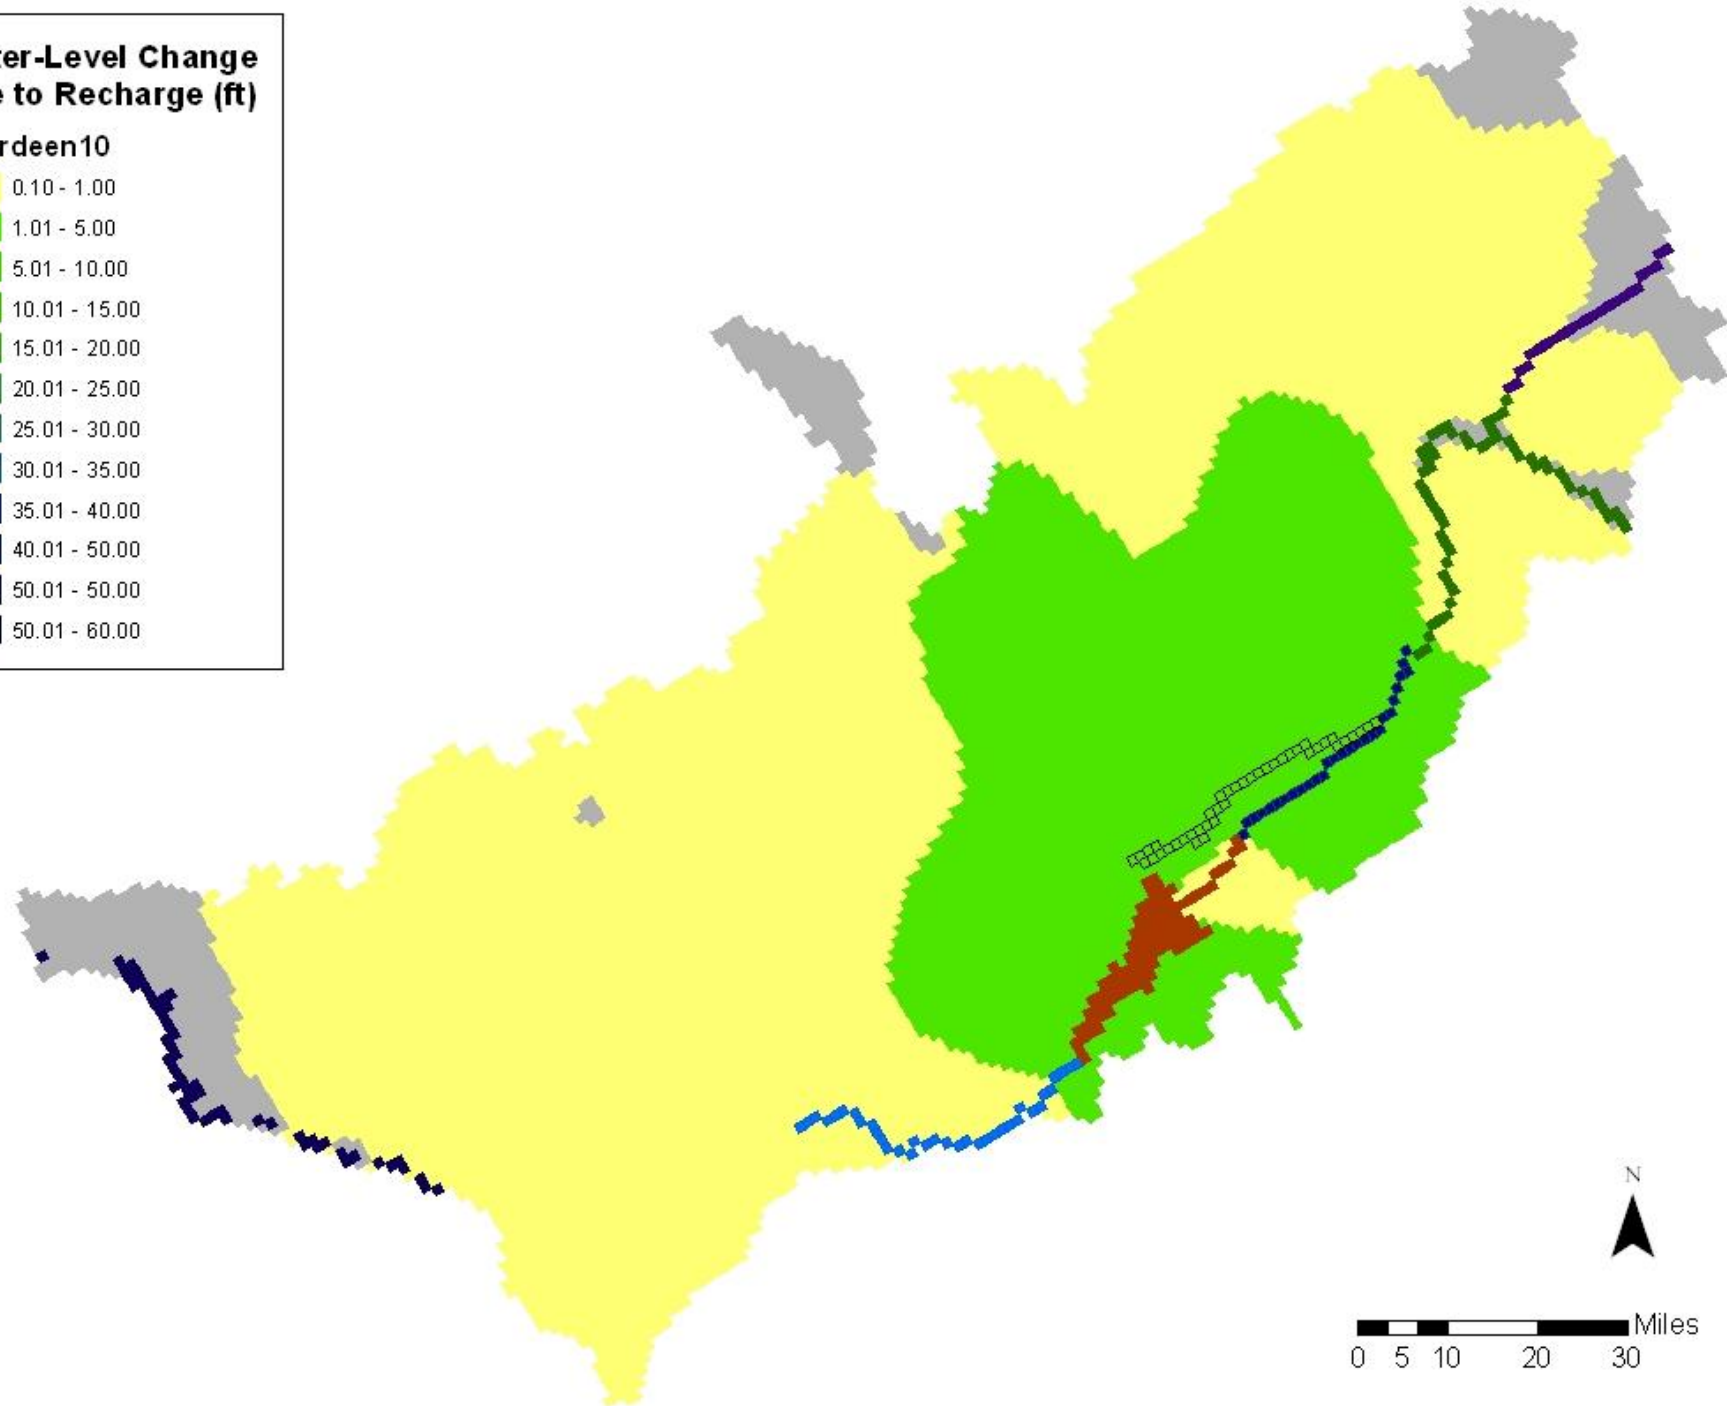 ter-Level Change
e to Recharge (ft)
rdeen10
0.10 - 1.00
1.01 - 5.00
5.01 - 10.00
10.01 - 15.00
15.01 - 20.00
20.01 - 25.00
25.01 - 30.00
30.01 - 35.00
35.01 - 40.00
40.01 - 50.00
50.01 - 50.00
50.01 - 60.00
N
Miles
0 5 10 20 30